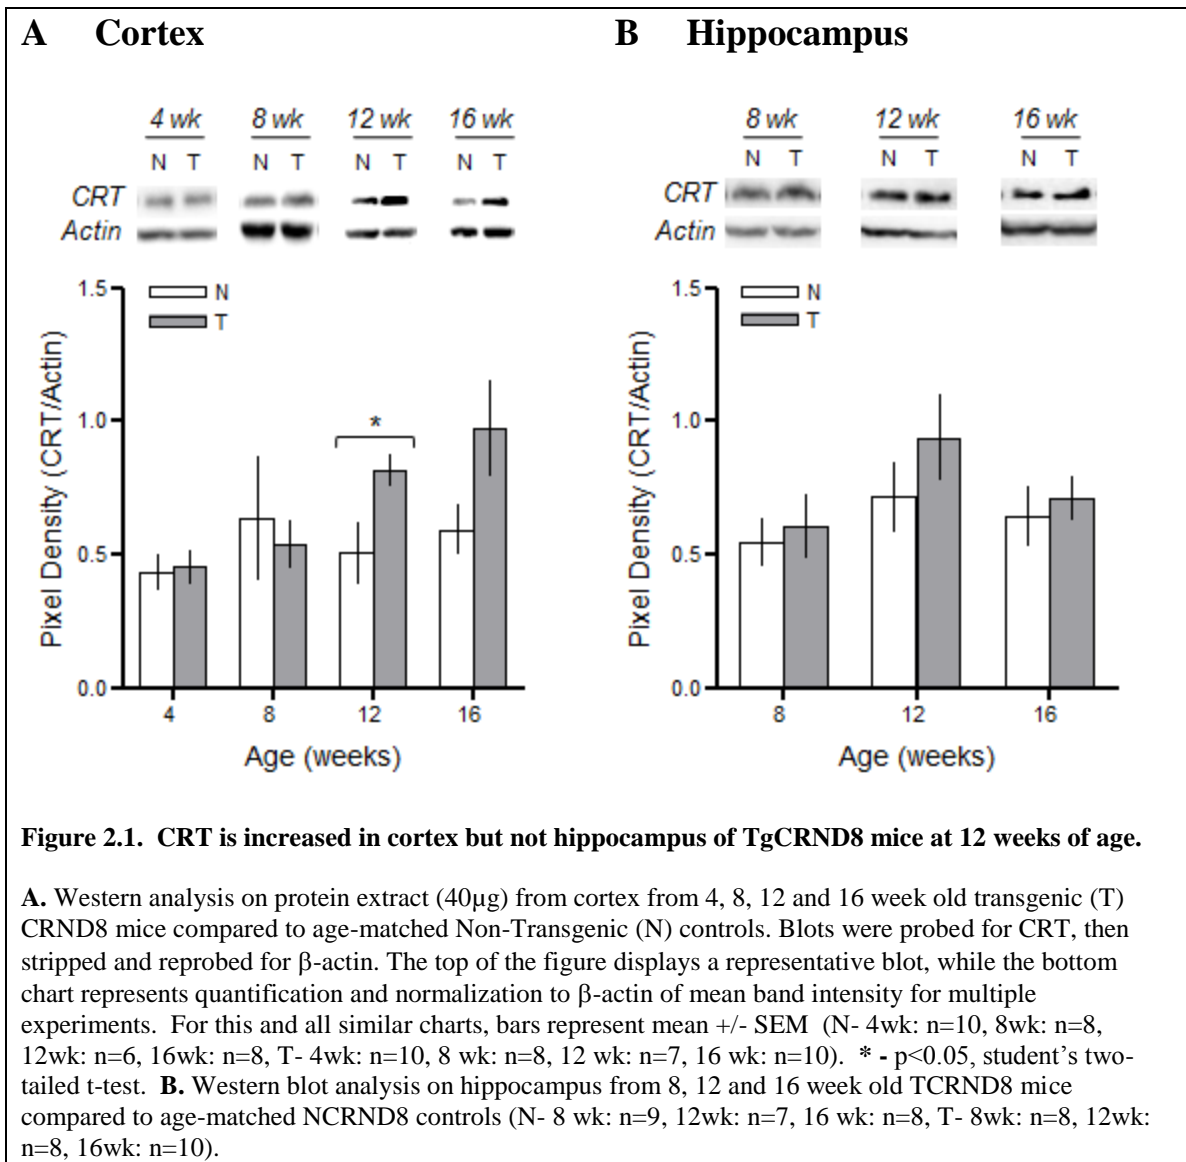 A Cortex
B Hippocampus
4 wk 8 wk 12 wk 16 wk
N T N T N T N T
CRT
Actin
8 wk 12 wk 16 wk
N T N T N T
CRT
Actin
1.5
1.0
0.5
0.0
N
T
*
Pixel Density (CRT/Actin)
4 8 12 16
Age (weeks)
1.5
1.0
0.5
0.0
N
T
Pixel Density (CRT/Actin)
8 12 16
Age (weeks)
Figure 2.1. CRT is increased in cortex but not hippocampus of TgCRND8 mice at 12 weeks of age.
A. Western analysis on protein extract (40µg) from cortex from 4, 8, 12 and 16 week old transgenic (T)
CRND8 mice compared to age-matched Non-Transgenic (N) controls. Blots were probed for CRT, then
stripped and reprobed for β-actin. The top of the figure displays a representative blot, while the bottom
chart represents quantification and normalization to β-actin of mean band intensity for multiple
experiments. For this and all similar charts, bars represent mean +/- SEM (N- 4wk: n=10, 8wk: n=8,
12wk: n=6, 16wk: n=8, T- 4wk: n=10, 8 wk: n=8, 12 wk: n=7, 16 wk: n=10). * - p<0.05, student’s two-
tailed t-test. B. Western blot analysis on hippocampus from 8, 12 and 16 week old TCRND8 mice
compared to age-matched NCRND8 controls (N- 8 wk: n=9, 12wk: n=7, 16 wk: n=8, T- 8wk: n=8, 12wk:
n=8, 16wk: n=10).